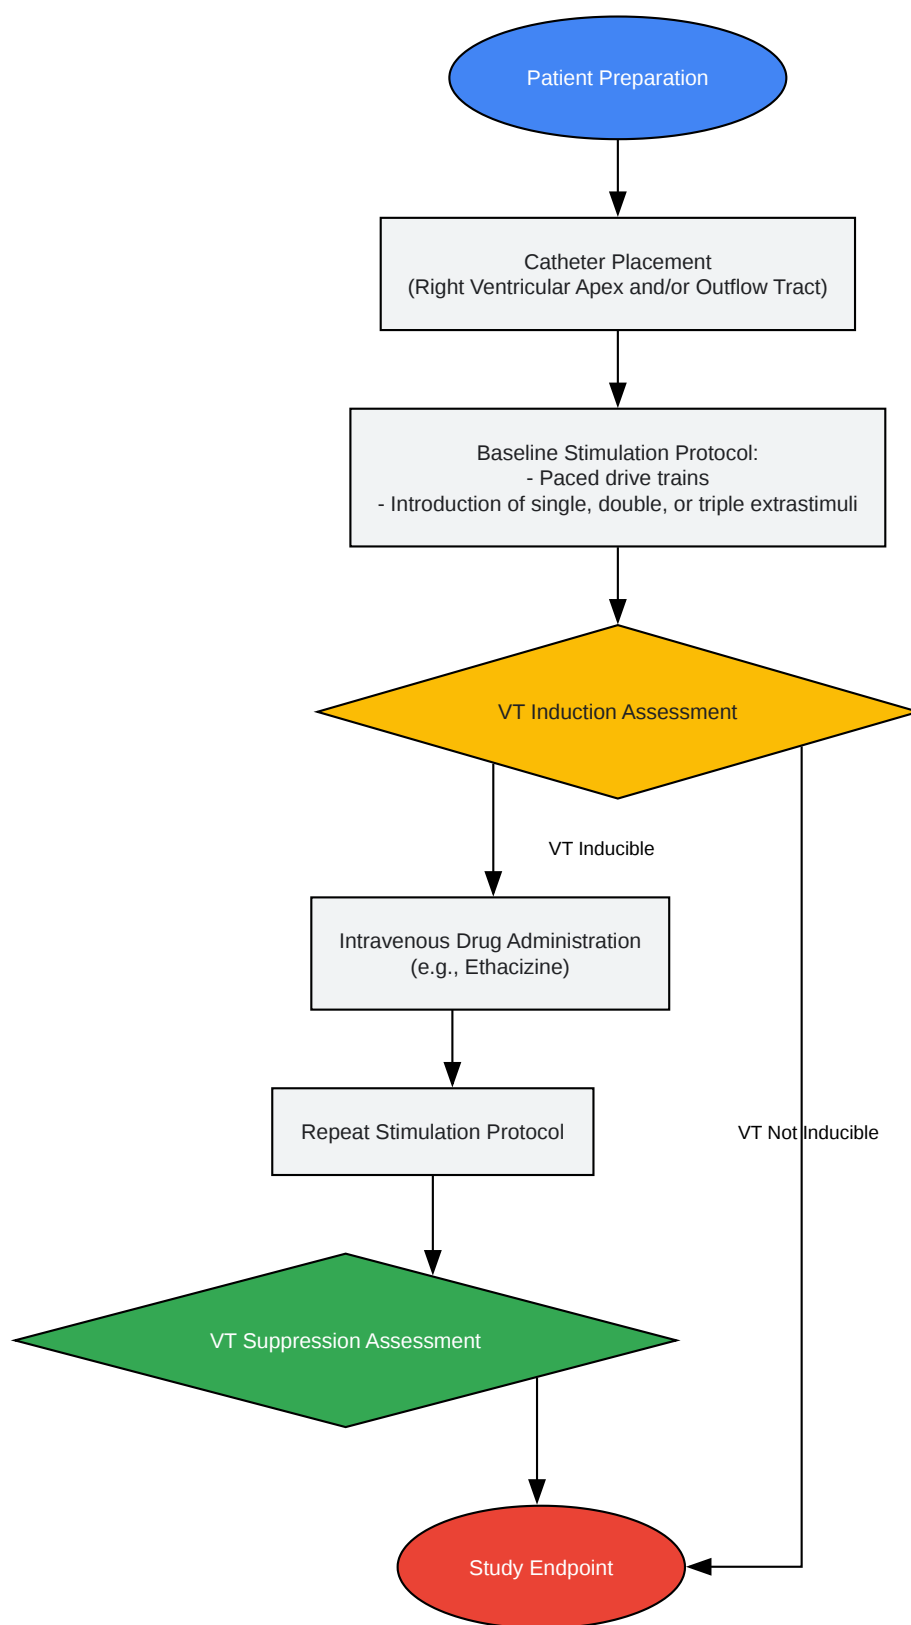 Patient Preparation
Catheter Placement
(Right Ventricular Apex and/or Outflow Tract)
Baseline Stimulation Protocol:
- Paced drive trains
- Introduction of single, double, or triple extrastimuli
VT Induction Assessment
VT Inducible
Intravenous Drug Administration
(e.g., Ethacizine)
Repeat Stimulation Protocol
VT Not Inducible
VT Suppression Assessment
Study Endpoint